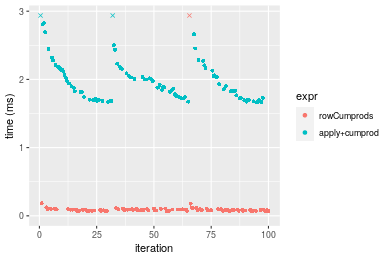 3
2
1
0
time (ms)
0
25
50
75
100
iteration
expr
rowCumprods
apply+cumprod